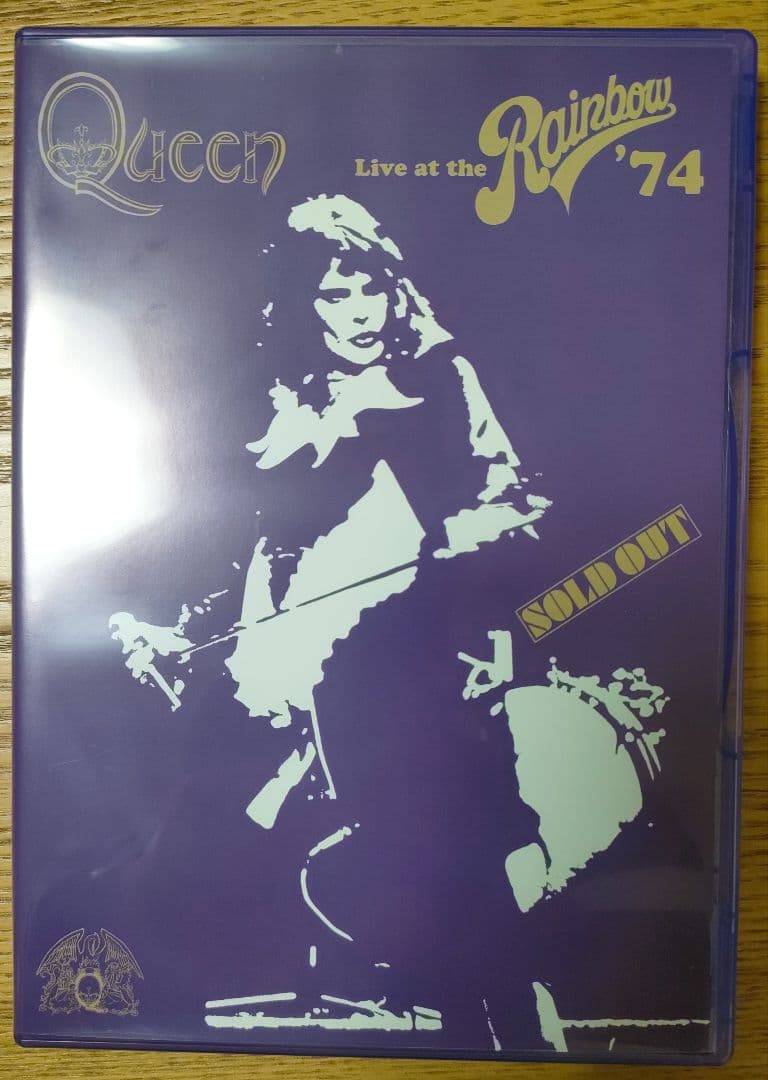 Queen
Live at the Rainbow '74
SOLD OUT